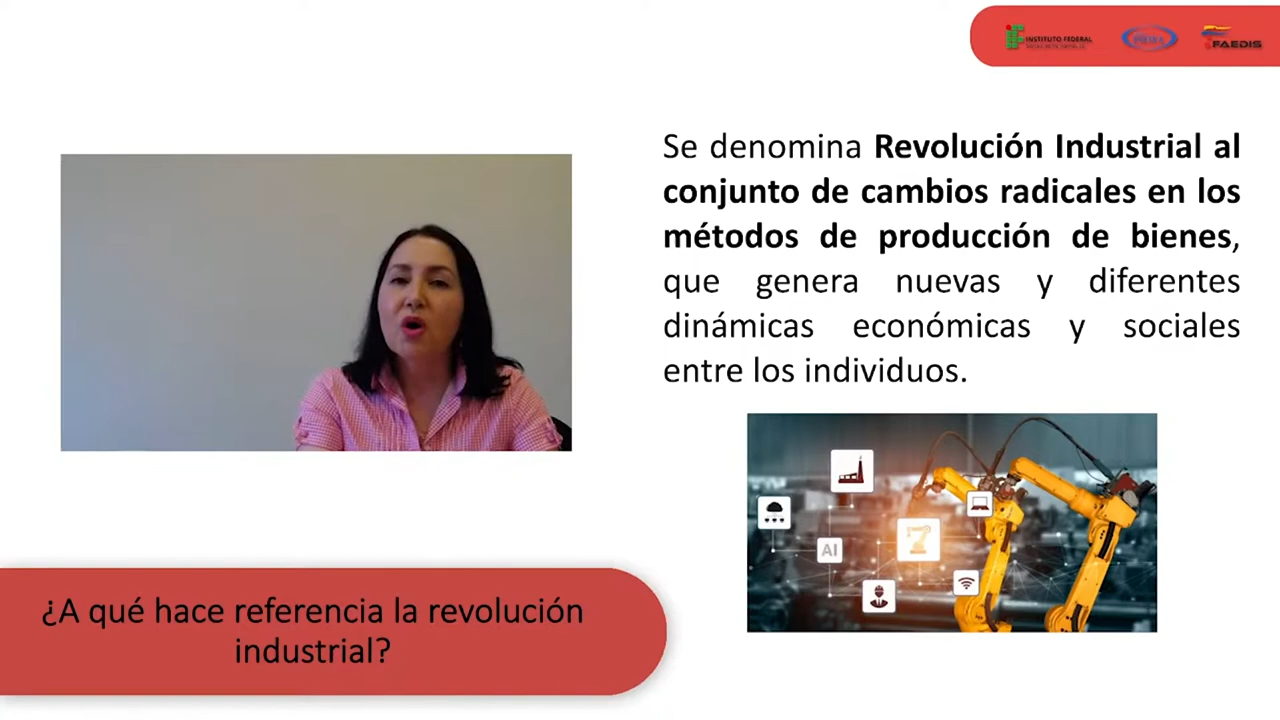 INSTITUTO FEDERAL
FAEDIS
Se denomina Revolución Industrial al
conjunto de cambios radicales en los
métodos de producción de bienes,
que genera nuevas y diferentes
dinámicas económicas y sociales
entre los individuos.
AI
¿A qué hace referencia la revolución
industrial?